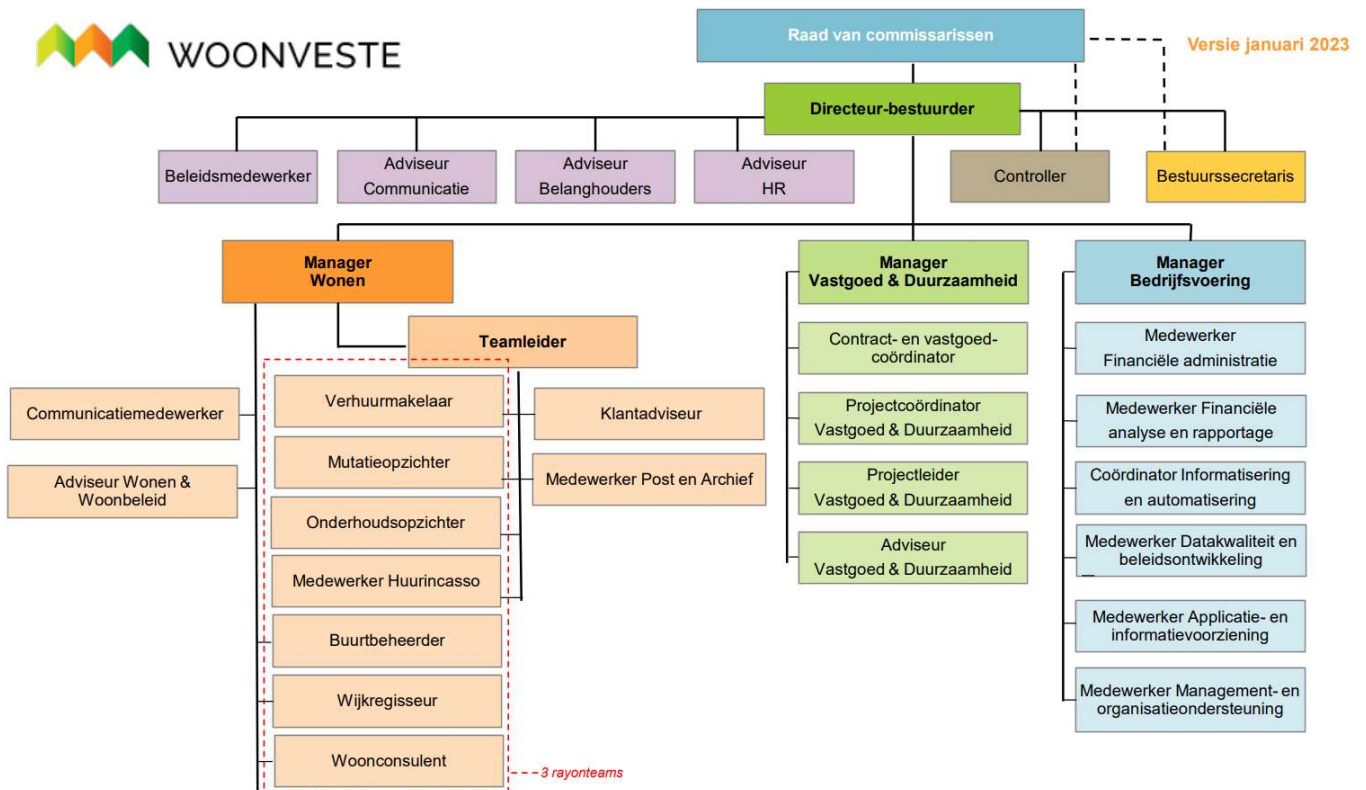 WOONVESTE
Raad van commissarissen
Versie januari 2023
Directeur-bestuurder
Beleidsmedewerker
Adviseur
Communicatie
Adviseur
Belanghouders
Adviseur
HR
Controller
Bestuurssecretaris
Manager
Wonen
Manager
Vastgoed & Duurzaamheid
Manager
Bedrijfsvoering
Teamleider
Communicatiemedewerker
Adviseur Wonen &
Woonbeleid
Verhuurmakelaar
Mutatieopzichter
Onderhoudsopzichter
Medewerker Huurincasso
Buurtbeheerder
Wijkregisseur
Woonconsulent
3 rayonteams
Klantadviseur
Medewerker Post en Archief
Contract- en vastgoed-
coördinator
Projectcoördinator
Vastgoed & Duurzaamheid
Projectleider
Vastgoed & Duurzaamheid
Adviseur
Vastgoed & Duurzaamheid
Medewerker
Financiële administratie
Medewerker Financiële
analyse en rapportage
Coördinator Informatisering
en automatisering
Medewerker Datakwaliteit en
beleidsontwikkeling
Medewerker Applicatie- en
informatievoorziening
Medewerker Management- en
organisatieondersteuning